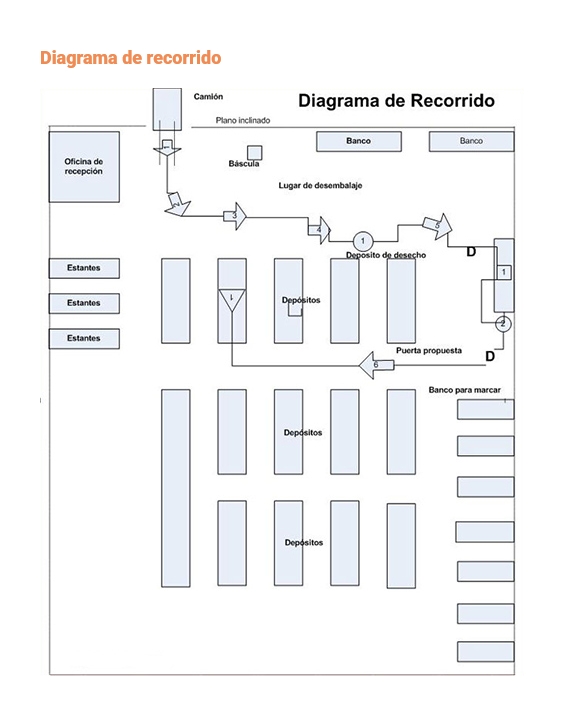 Diagrama de recorrido
Camión
Diagrama de Recorrido
Plano inclinado
Banco
Banco
1
Báscula
Oficina de
recepción
Lugar de desembalaje
2
3
4
1
5
Deposito de desecho
D
Estantes
1
Estantes
1
Depósitos
2
Estantes
Puerta propuesta
D
6
Banco para marcar
Depósitos
Depósitos